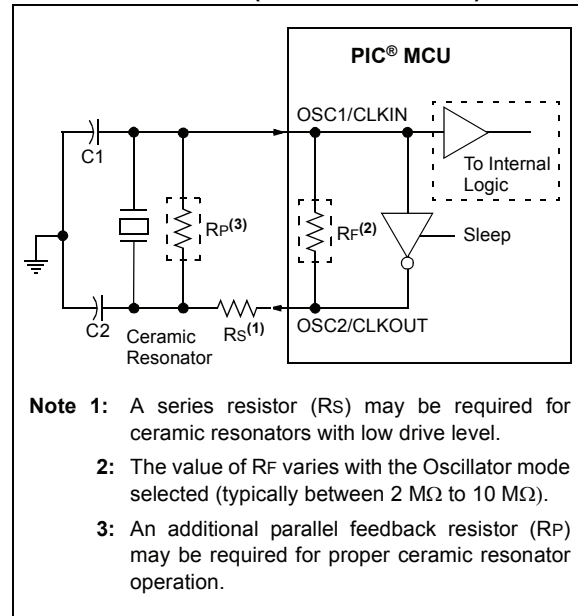 PIC® MCU
OSC1/CLKIN
C1
To Internal
Logic
RP(3)
RF(2)
Sleep
C2
Ceramic
Resonator
RS(1)
OSC2/CLKOUT
Note 1: A series resistor (RS) may be required for
ceramic resonators with low drive level.
2: The value of RF varies with the Oscillator mode
selected (typically between 2 MΩ to 10 MΩ).
3: An additional parallel feedback resistor (RP)
may be required for proper ceramic resonator
operation.